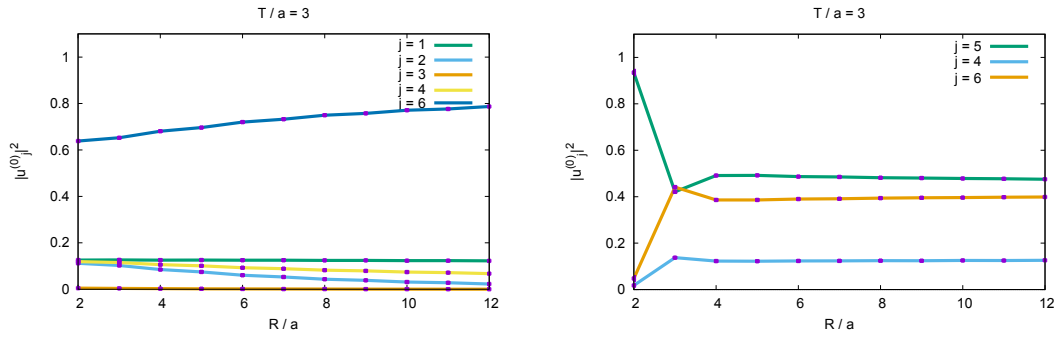 T / a = 3
|u^(0)_j|^2
1
0.8
0.6
0.4
0.2
0
2 4 6 8 10 12
R / a
j = 1
j = 2
j = 3
j = 4
j = 6
T / a = 3
|u^(0)_j|^2
1
0.8
0.6
0.4
0.2
0
2 4 6 8 10 12
R / a
j = 5
j = 4
j = 6